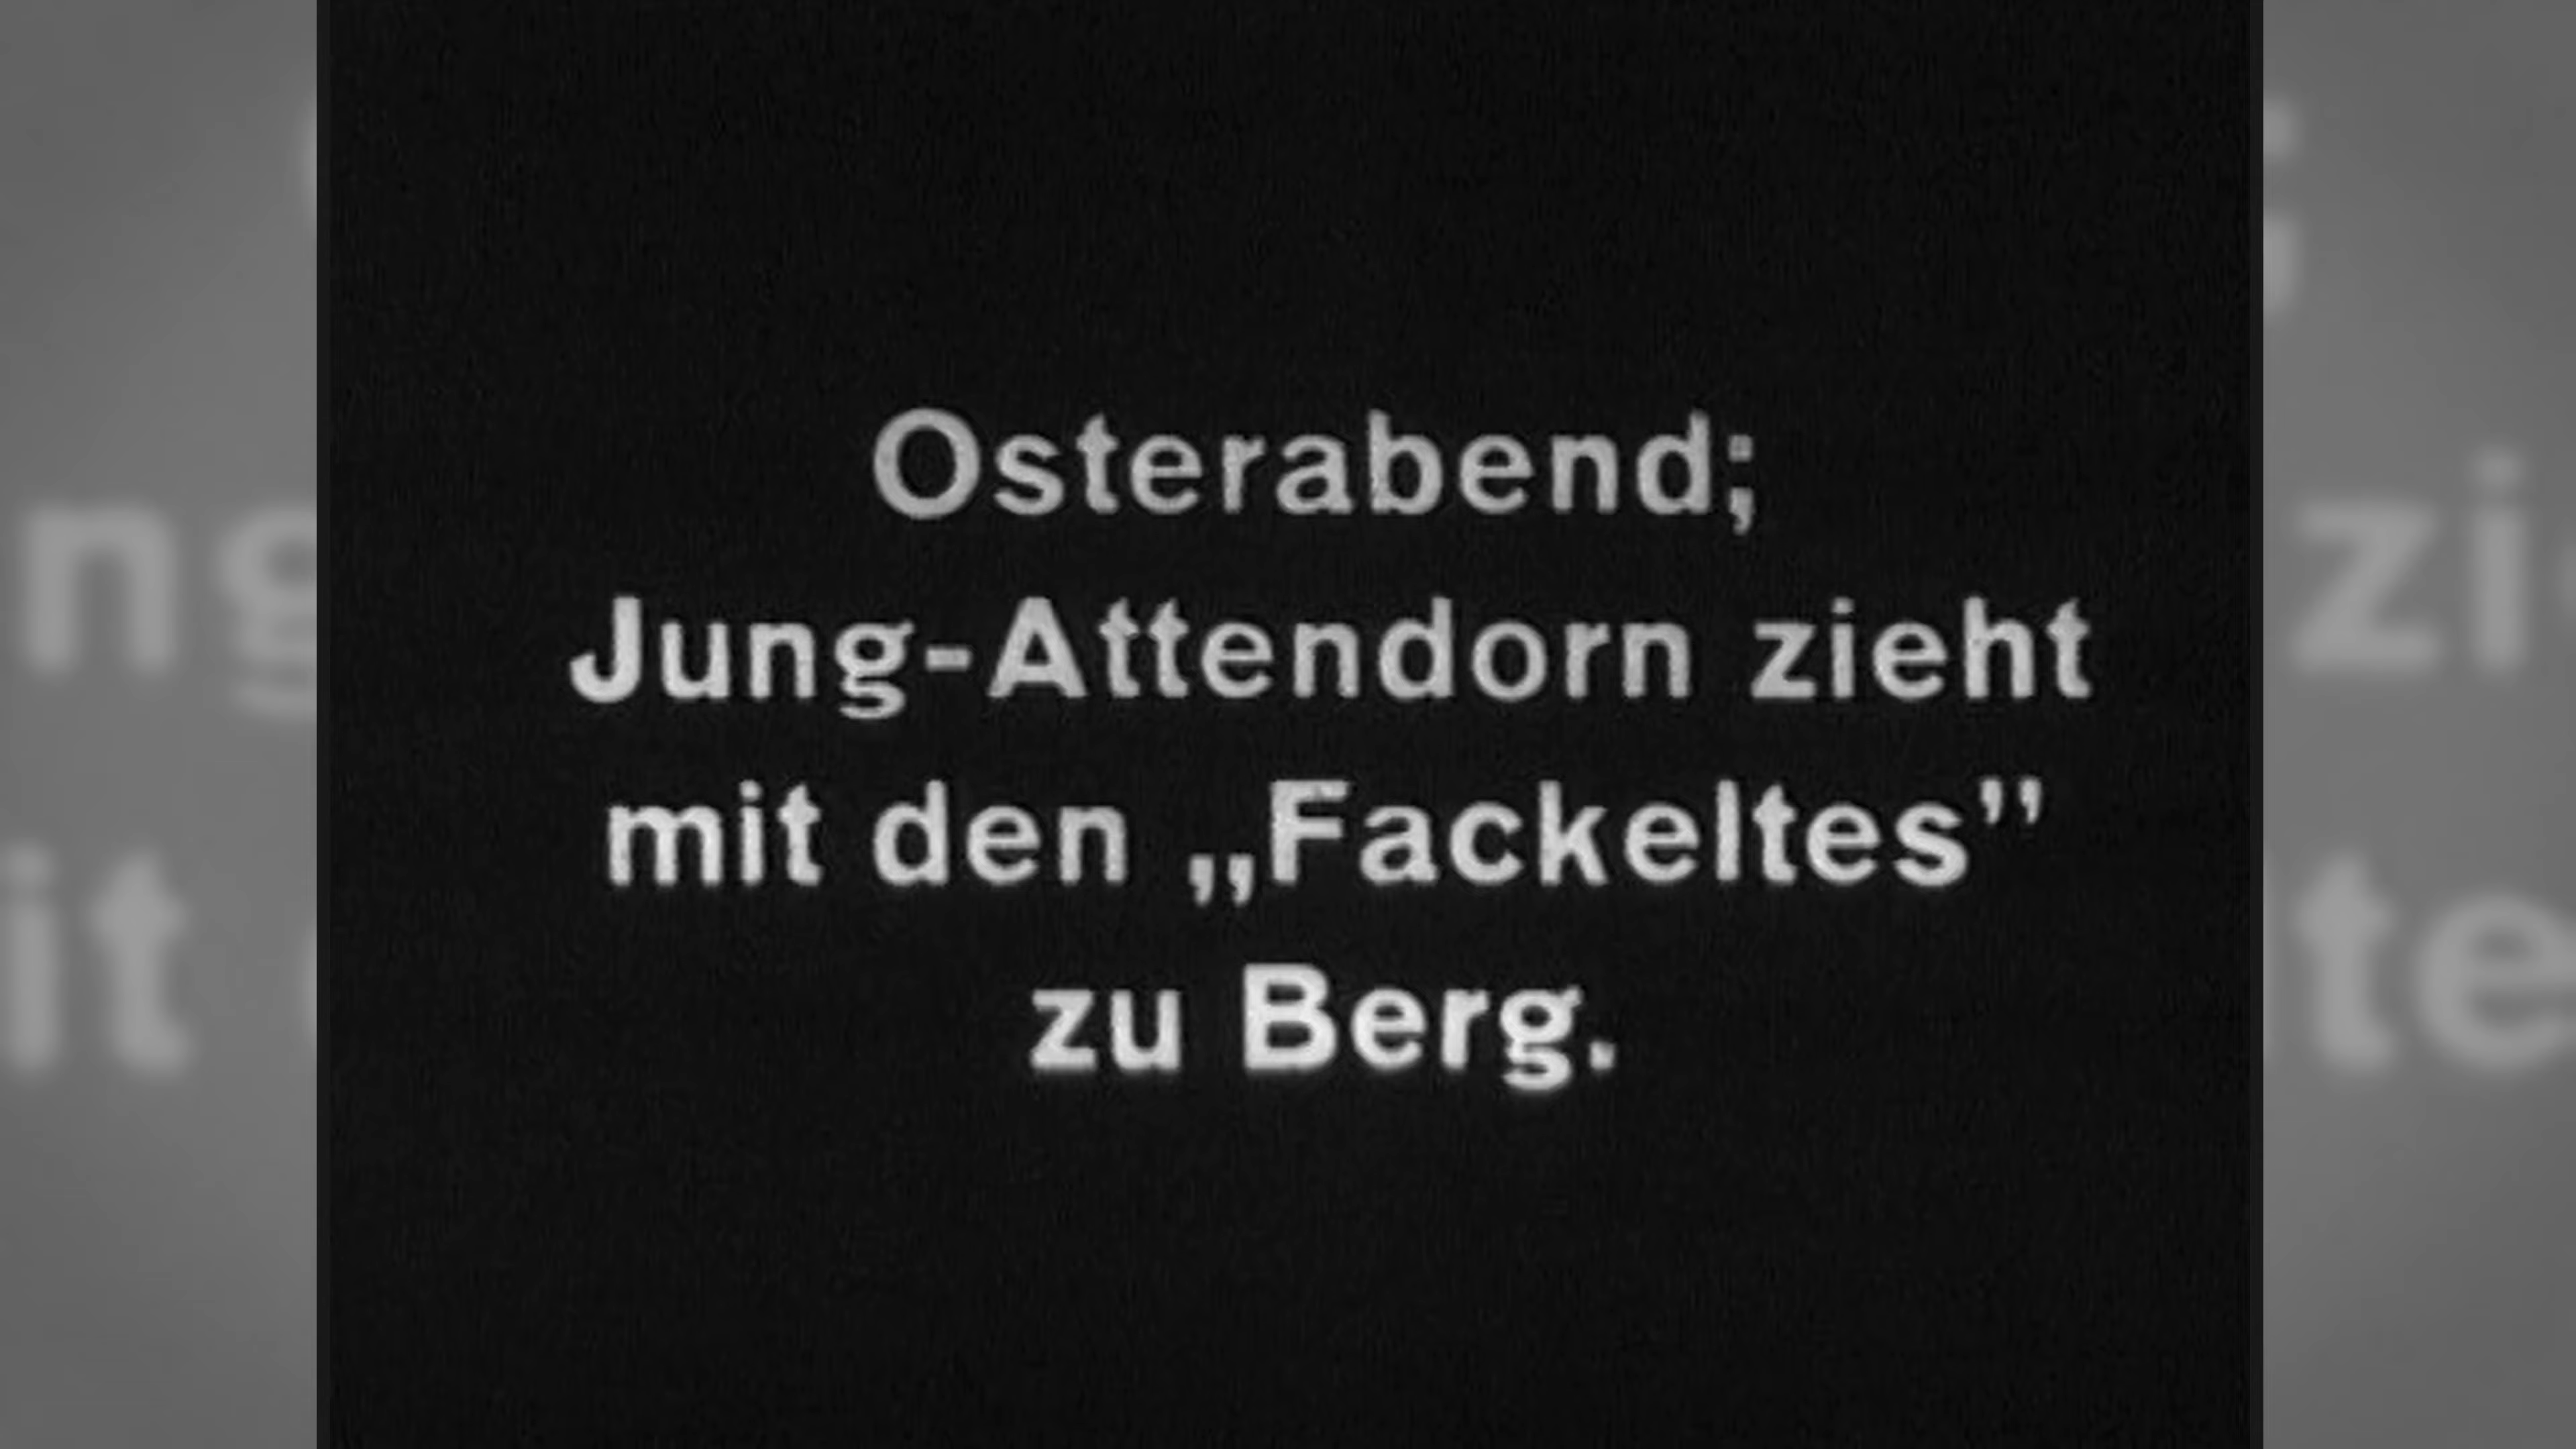 Osterabend;
Jung-Attendorn zieht
mit den „Fackeltes”
zu Berg.